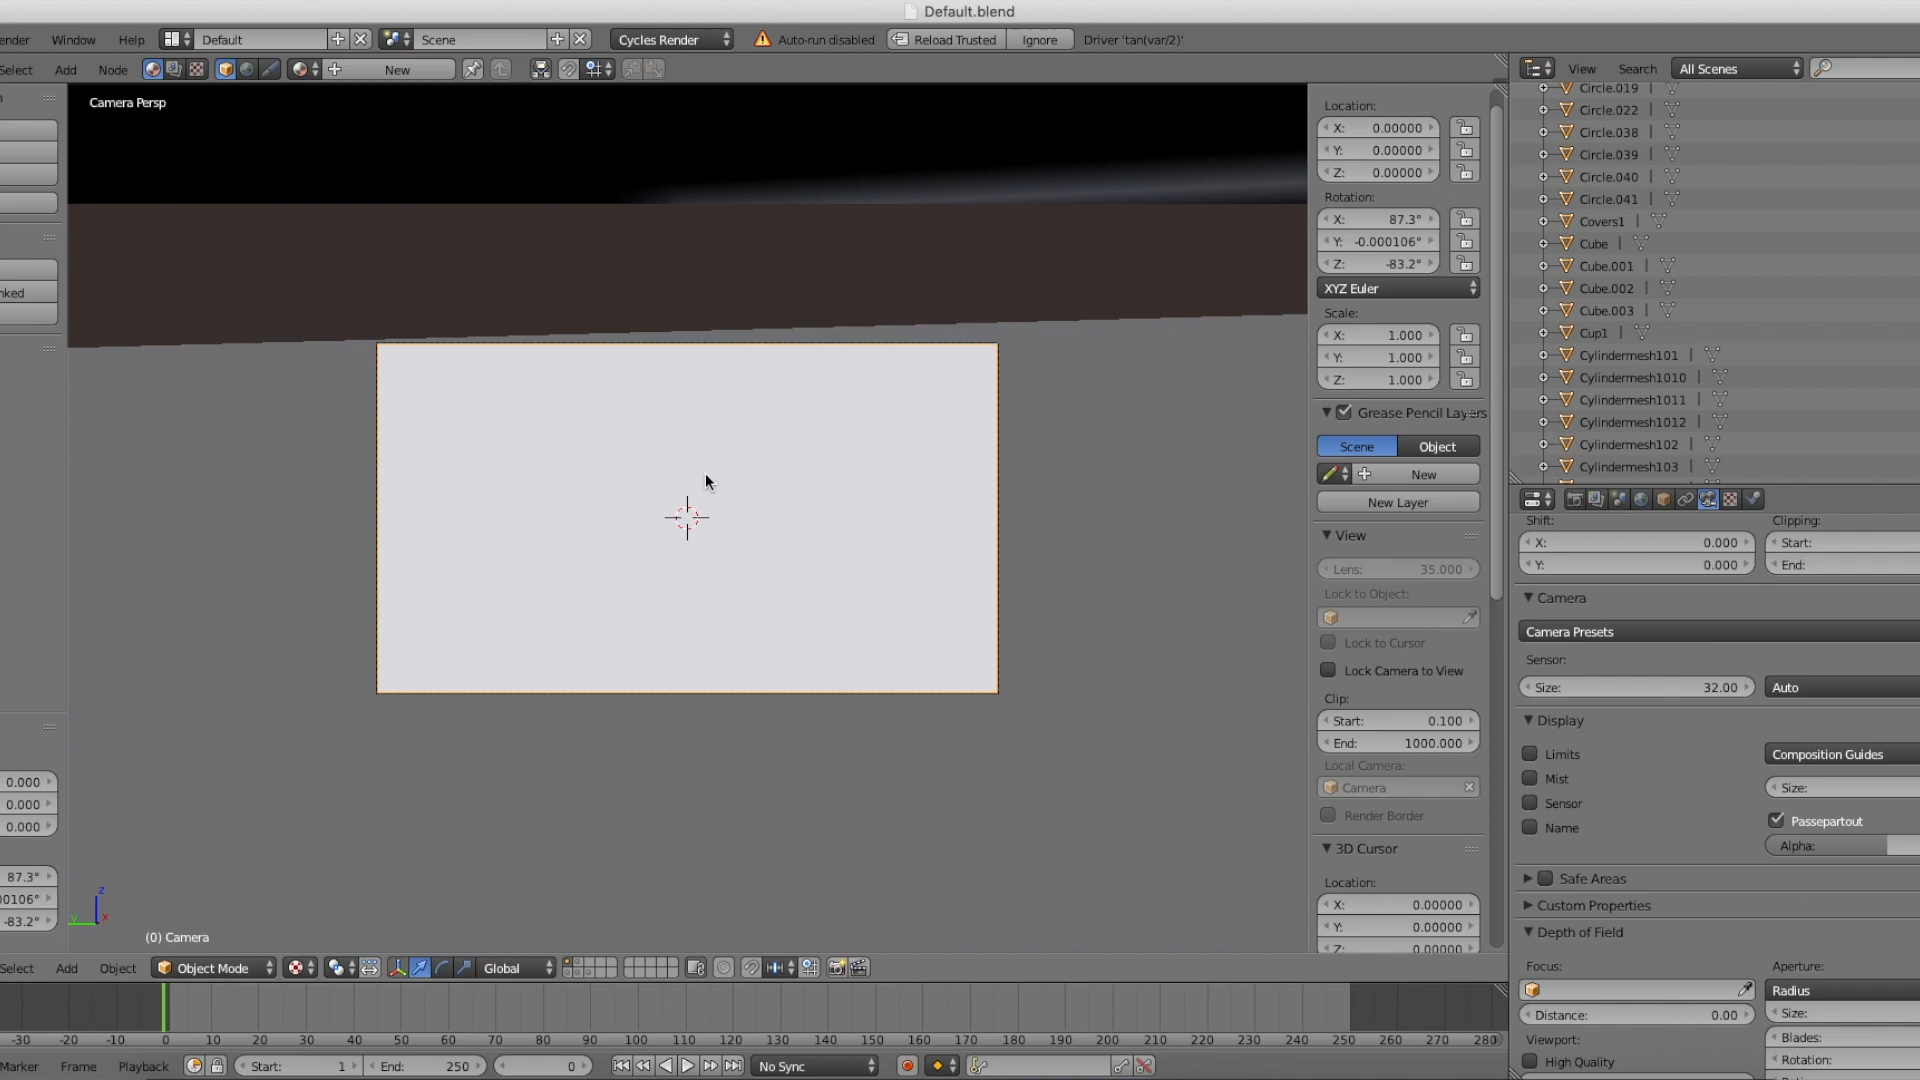 Default.blend
ender Window Help Default Scene Cycles Render Auto-run disabled Reload Trusted Ignore Driver 'tan(var/2)'
Select Add Node New
View Search All Scenes
Camera Persp
Location:
X: 0.00000
Y: 0.00000
Z: 0.00000
Rotation:
X: 87.3°
Y: -0.000106°
Z: -83.2°
XYZ Euler
Scale:
X: 1.000
Y: 1.000
Z: 1.000
Grease Pencil Layers
Scene Object
New
New Layer
View
Lens: 35.000
Lock to Object:
Lock to Cursor
Lock Camera to View
Clip:
Start: 0.100
End: 1000.000
Local Camera:
Camera
Render Border
3D Cursor
Location:
X: 0.00000
Y: 0.00000
Z: 0.00000
Circle.019
Circle.022
Circle.038
Circle.039
Circle.040
Circle.041
Covers1
Cube
Cube.001
Cube.002
Cube.003
Cup1
Cylindermesh101
Cylindermesh1010
Cylindermesh1011
Cylindermesh1012
Cylindermesh102
Cylindermesh103
Shift: Clipping:
X: 0.000 Start:
Y: 0.000 End:
Camera
Camera Presets
Sensor:
Size: 32.00 Auto
Display
Limits Composition Guides
Mist Size:
Sensor
Name Passepartout
Alpha:
Safe Areas
Custom Properties
Depth of Field
Focus: Aperture:
Radius
Distance: 0.00 Size:
Viewport: Blades:
High Quality Rotation:
nked
0.000
0.000
0.000
87.3°
00106°
-83.2°
z
y x
(0) Camera
Select Add Object Object Mode Global
-30 -20 -10 0 10 20 30 40 50 60 70 80 90 100 110 120 130 140 150 160 170 180 190 200 210 220 230 240 250 260 270 280
Marker Frame Playback Start: 1 End: 250 0 No Sync